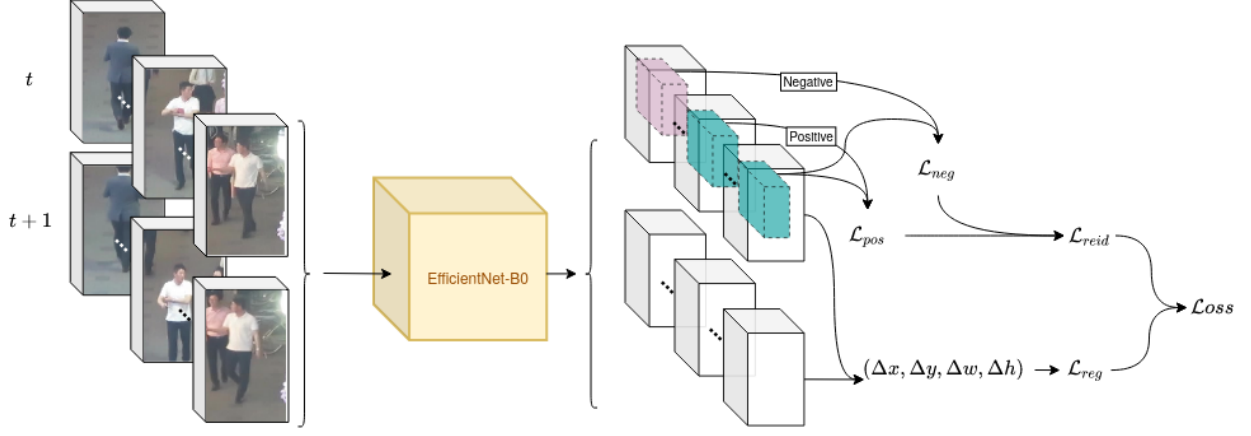 t
t + 1
EfficientNet-B0
Negative
Positive
ℒ_neg
ℒ_pos
ℒ_reid
ℒoss
(Δx, Δy, Δw, Δh)
ℒ_reg